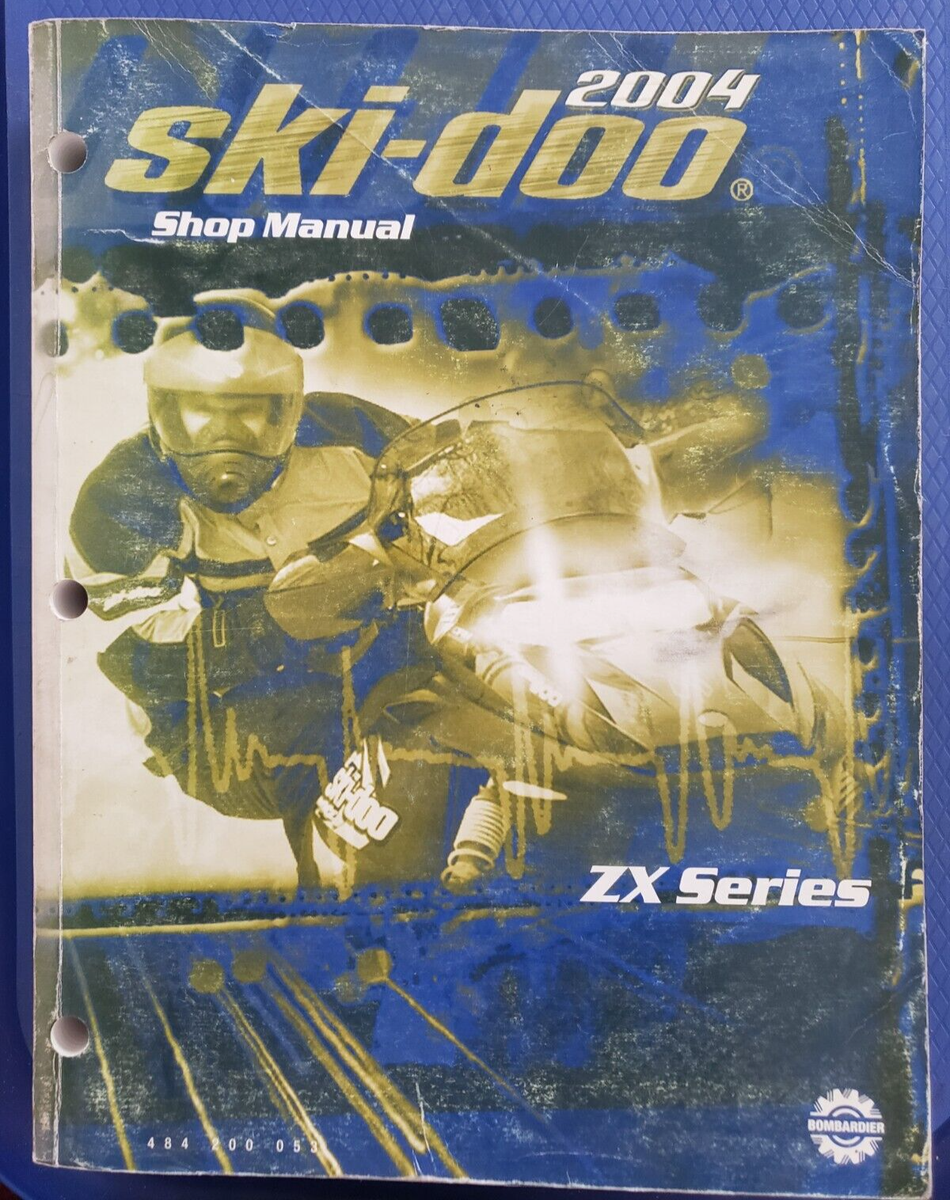 2004
ski-doo®
Shop Manual
ski-doo
ZX Series
BOMBARDIER
484 200 053